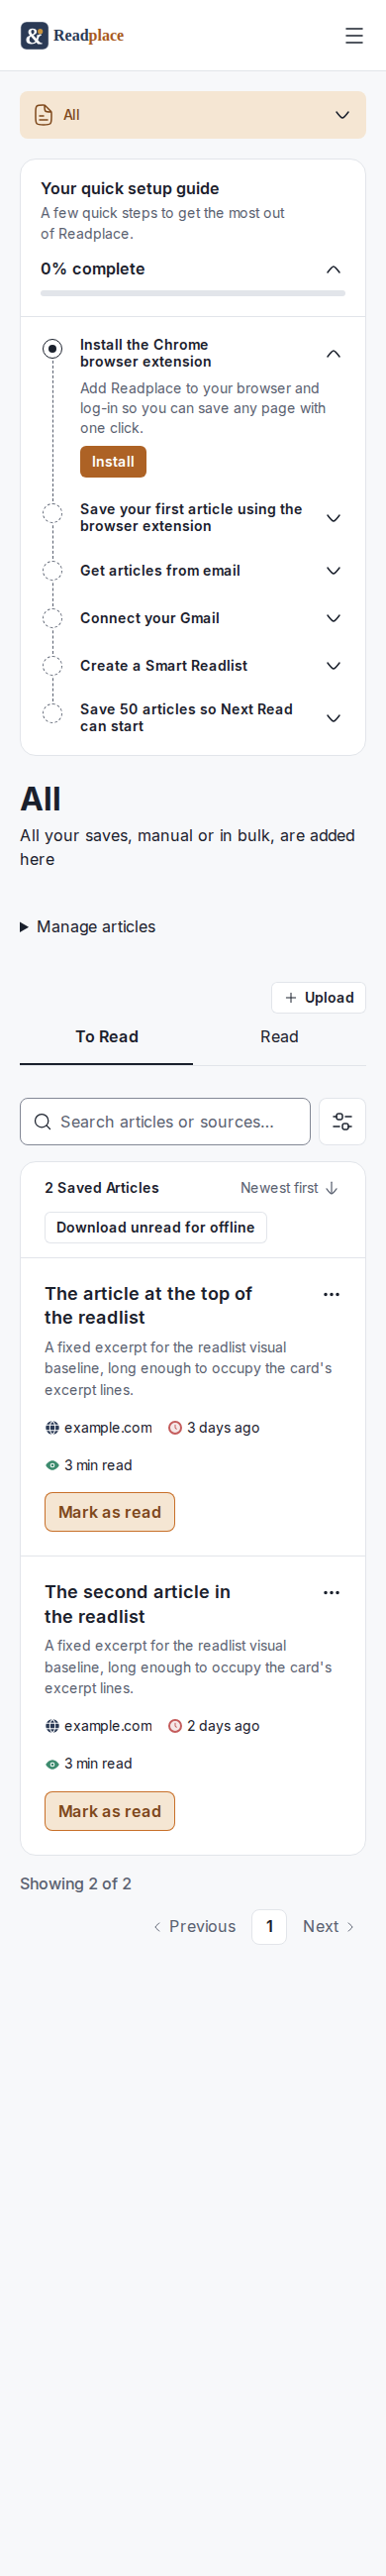 & Readplace
All
Your quick setup guide
A few quick steps to get the most out
of Readplace.
0% complete
Install the Chrome
browser extension
Add Readplace to your browser and
log-in so you can save any page with
one click.
Install
Save your first article using the
browser extension
Get articles from email
Connect your Gmail
Create a Smart Readlist
Save 50 articles so Next Read
can start
All
All your saves, manual or in bulk, are added
here
Manage articles
Upload
To Read Read
Search articles or sources...
2 Saved Articles Newest first
Download unread for offline
The article at the top of
the readlist
A fixed excerpt for the readlist visual
baseline, long enough to occupy the card's
excerpt lines.
example.com 3 days ago
3 min read
Mark as read
The second article in
the readlist
A fixed excerpt for the readlist visual
baseline, long enough to occupy the card's
excerpt lines.
example.com 2 days ago
3 min read
Mark as read
Showing 2 of 2
Previous 1 Next